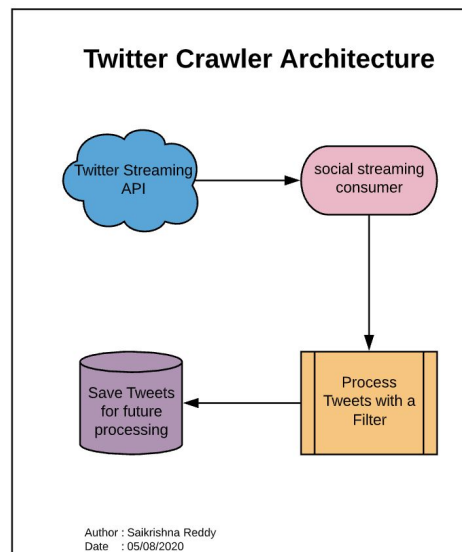 Twitter Crawler Architecture
Twitter Streaming
API
social streaming
consumer
Process
Tweets with a
Filter
Save Tweets
for future
processing
Author : Saikrishna Reddy
Date : 05/08/2020